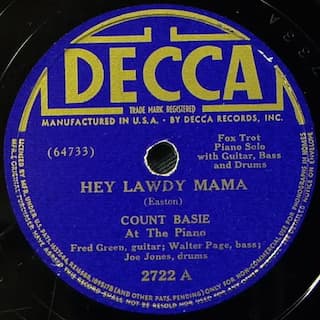 DECCA
TRADE MARK REGISTERED
MANUFACTURED IN U.S.A. · BY DECCA RECORDS, INC.
(64733)
Fox Trot
Piano Solo
with Guitar, Bass
and Drums
HEY LAWDY MAMA
(Easton)
COUNT BASIE
At The Piano
Fred Green, guitar; Walter Page, bass;
Joe Jones, drums
2722 A